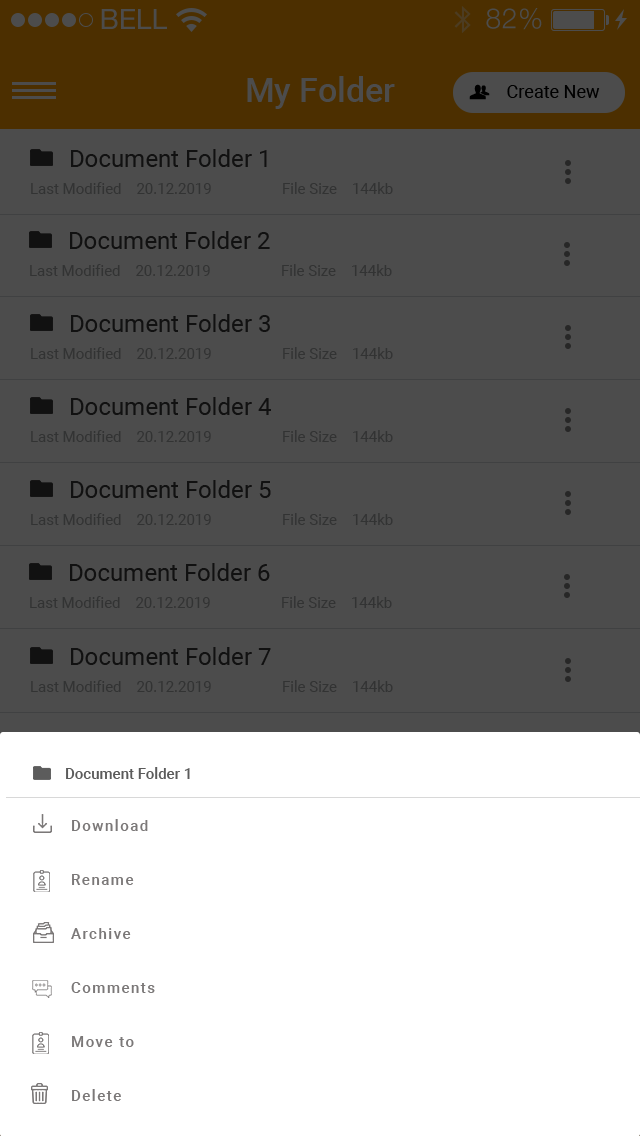 BELL 82%
My Folder Create New
Document Folder 1
Last Modified 20.12.2019 File Size 144kb
Document Folder 2
Last Modified 20.12.2019 File Size 144kb
Document Folder 3
Last Modified 20.12.2019 File Size 144kb
Document Folder 4
Last Modified 20.12.2019 File Size 144kb
Document Folder 5
Last Modified 20.12.2019 File Size 144kb
Document Folder 6
Last Modified 20.12.2019 File Size 144kb
Document Folder 7
Last Modified 20.12.2019 File Size 144kb
Document Folder 1
Download
Rename
Archive
Comments
Move to
Delete